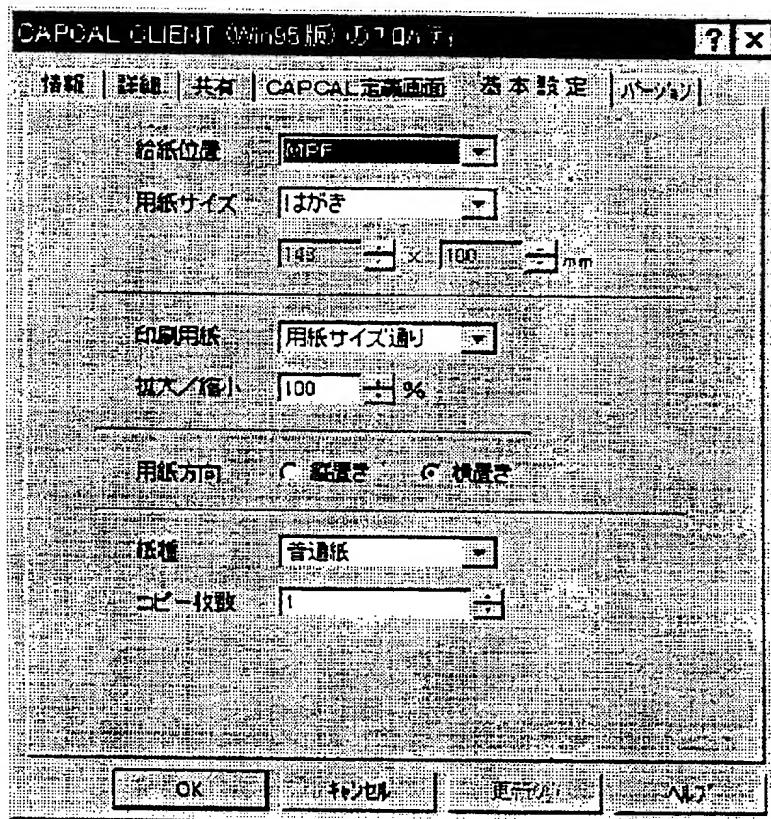 CAPCAL CLIENT (Win95版) のプロパティ
情報 詳細 共有 CAPCAL定義画面 基本設定 バージョン
給紙位置
用紙サイズ はがき
148 × 100 mm
印刷用紙 用紙サイズ通り
拡大/縮小 100 %
用紙方向 縦置き 横置き
紙種 普通紙
コピー枚数 1
OK キャンセル ヘルプ